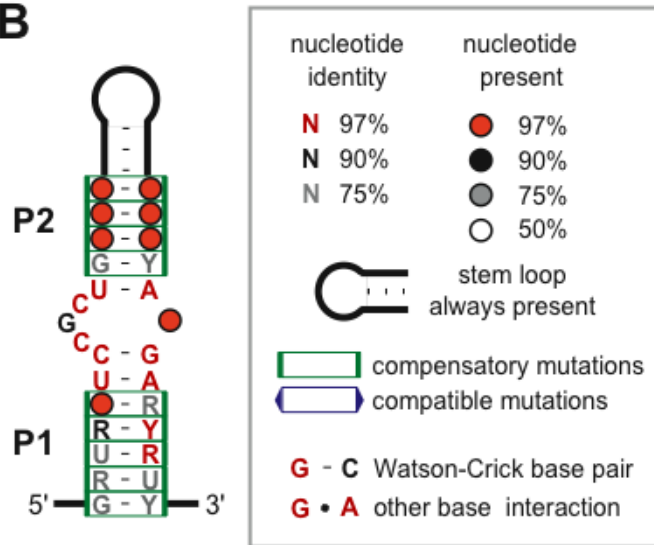 B
P2
G - Y
U - A
C
G
C
C - G
U - A
- R
P1
R - Y
U - R
R - U
5' G - Y 3'
nucleotide identity
N 97%
N 90%
N 75%
nucleotide present
97%
90%
75%
50%
stem loop
always present
compensatory mutations
compatible mutations
G - C Watson-Crick base pair
G • A other base interaction